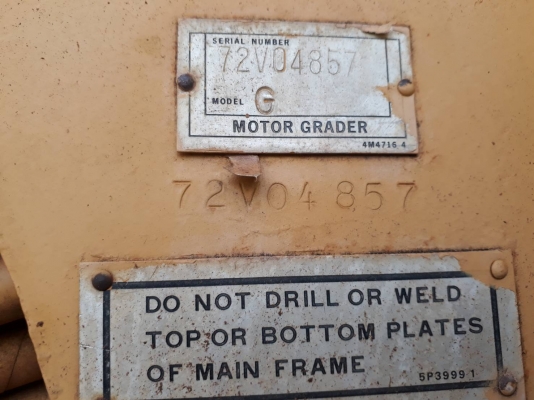 SERIAL NUMBER
72V04857
MODEL G
MOTOR GRADER
4M4716 4
72V04857
DO NOT DRILL OR WELD
TOP OR BOTTOM PLATES
OF MAIN FRAME
5P3999 1